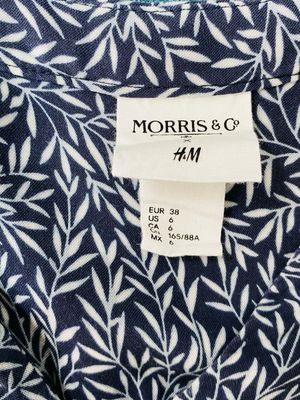 MORRIS & Co
×
H&M
EUR 38
US 6
CA 6
CN 165/88A
MX 6